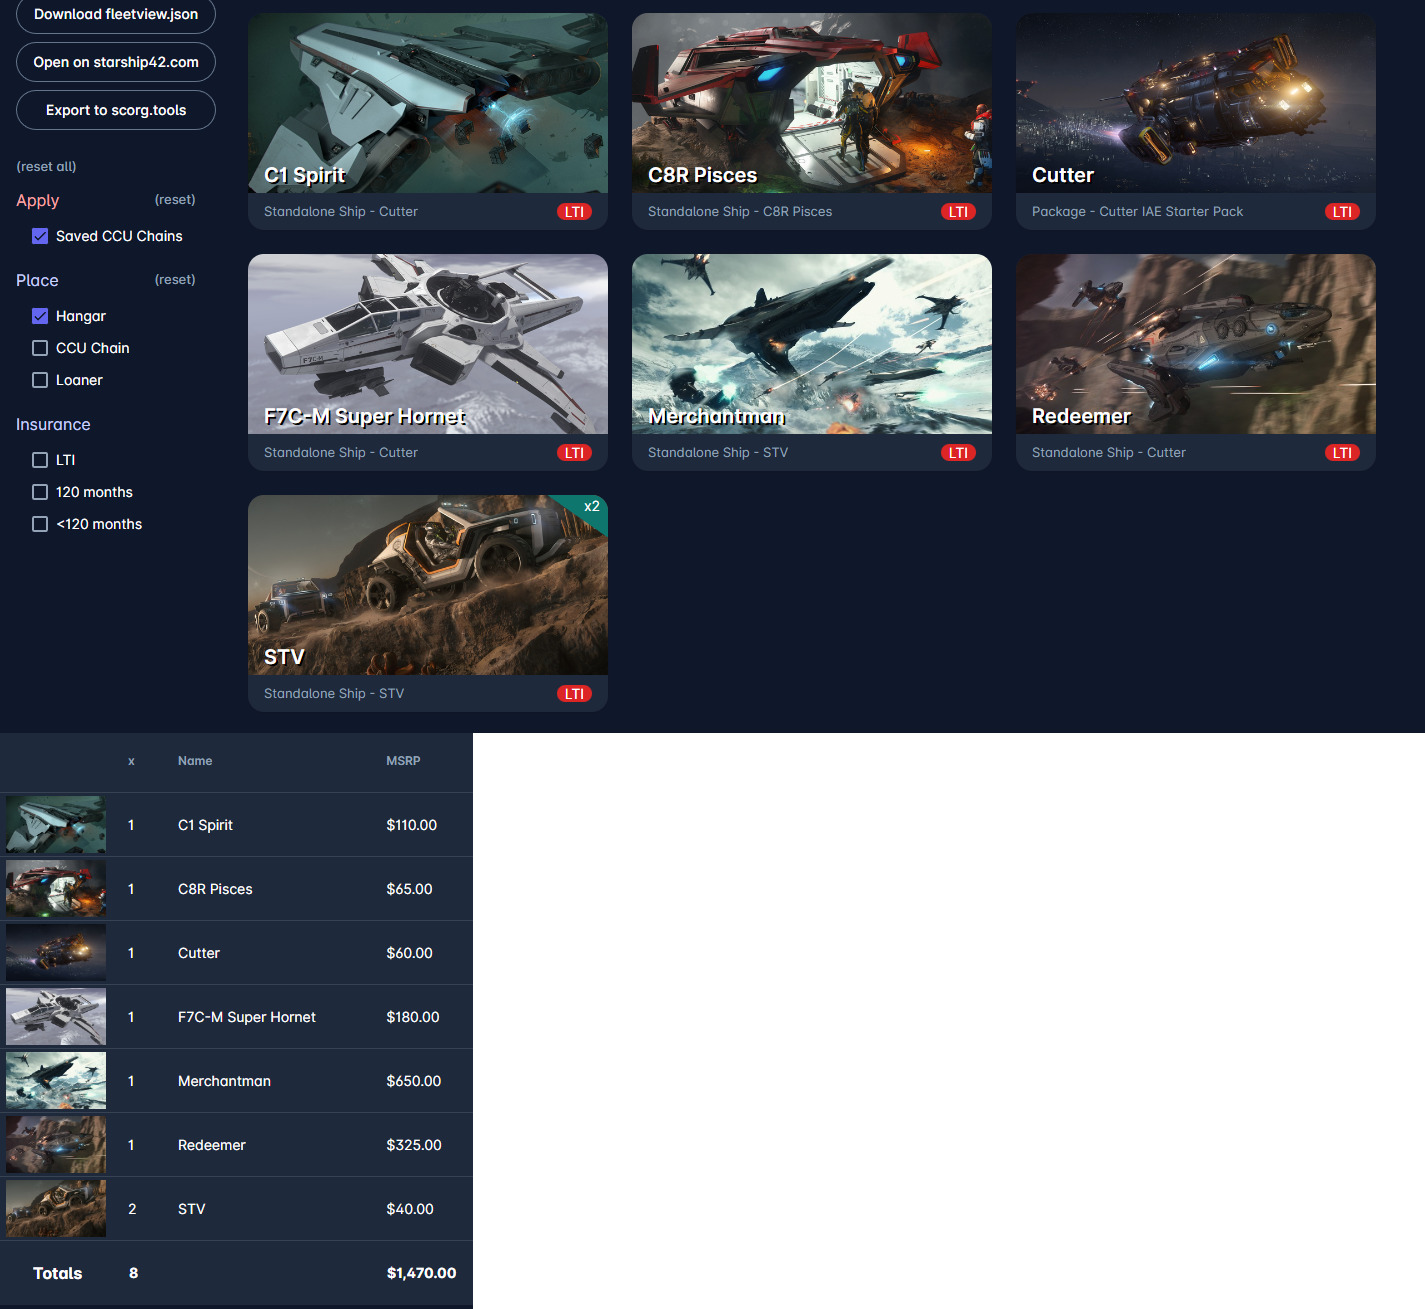 Download fleetview.json
Open on starship42.com
Export to scorg.tools
(reset all)
Apply (reset)
Saved CCU Chains
Place (reset)
Hangar
CCU Chain
Loaner
Insurance
LTI
120 months
<120 months
C1 Spirit
Standalone Ship - Cutter LTI
C8R Pisces
Standalone Ship - C8R Pisces LTI
Cutter
Package - Cutter IAE Starter Pack LTI
F7C-M
F7C-M Super Hornet
Standalone Ship - Cutter LTI
Merchantman
Standalone Ship - STV LTI
Redeemer
Standalone Ship - Cutter LTI
x2
STV
Standalone Ship - STV LTI
x Name MSRP
1 C1 Spirit $110.00
1 C8R Pisces $65.00
1 Cutter $60.00
1 F7C-M Super Hornet $180.00
1 Merchantman $650.00
1 Redeemer $325.00
2 STV $40.00
Totals 8 $1,470.00